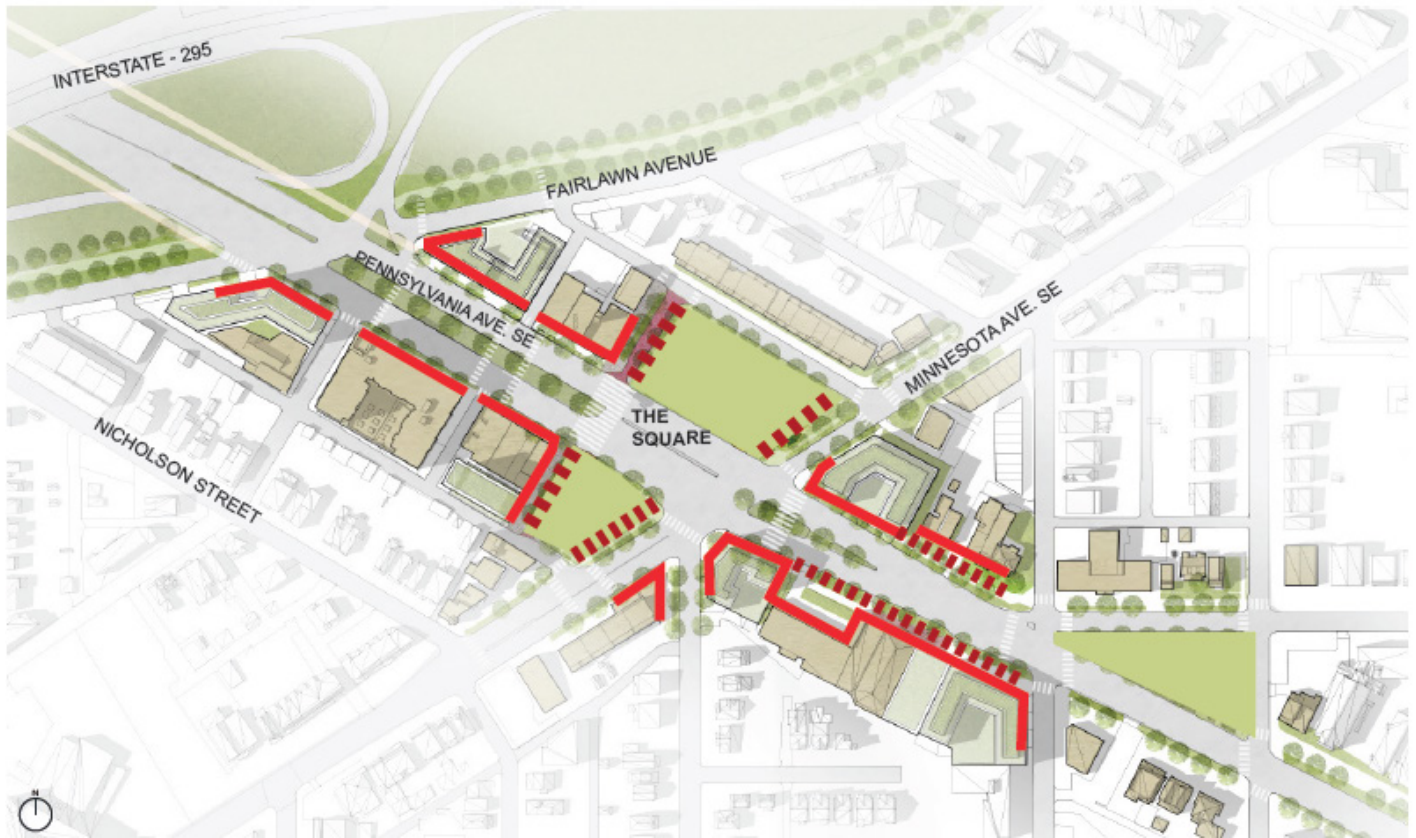 INTERSTATE - 295
FAIRLAWN AVENUE
PENNSYLVANIA AVE. SE
MINNESOTA AVE. SE
THE
SQUARE
NICHOLSON STREET
N